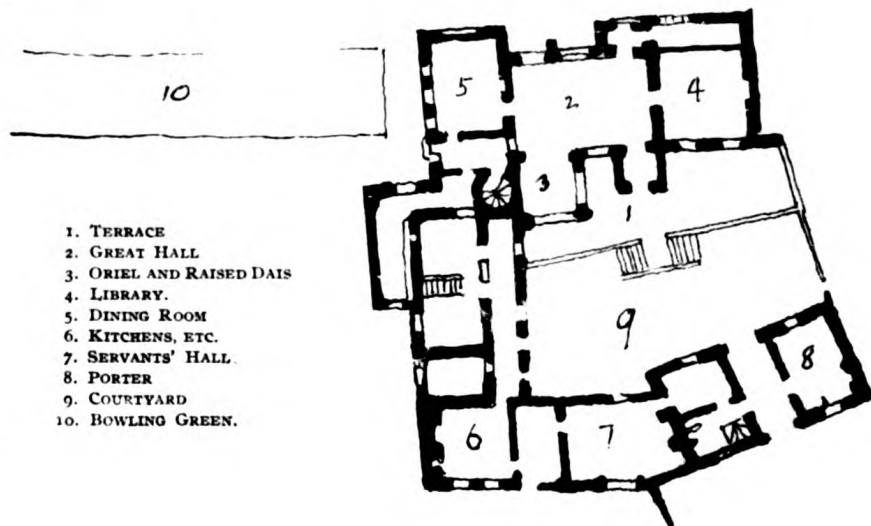 10
5
2
4
3
1
1. TERRACE
2. GREAT HALL
3. ORIEL AND RAISED DAIS
4. LIBRARY.
5. DINING ROOM
6. KITCHENS, ETC.
7. SERVANTS' HALL
8. PORTER
9. COURTYARD
10. BOWLING GREEN.
9
8
6
7